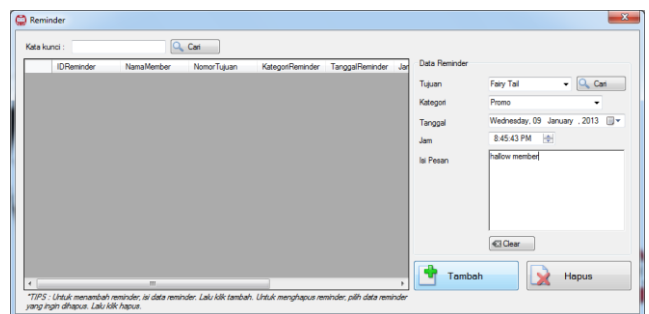 Reminder
Kata kunci :
Cari
IDReminder NamaMember NomorTujuan KategoriReminder TanggalReminder Jar
Data Reminder
Tujuan Fairy Tail Cari
Kategori Promo
Tanggal Wednesday, 09 January , 2013
Jam 8:45:43 PM
Isi Pesan hallow member
Clear
Tambah Hapus
*TIPS : Untuk menambah reminder, isi data reminder. Lalu klik tambah. Untuk menghapus reminder, pilih data reminder
yang ingin dihapus. Lalu klik hapus.